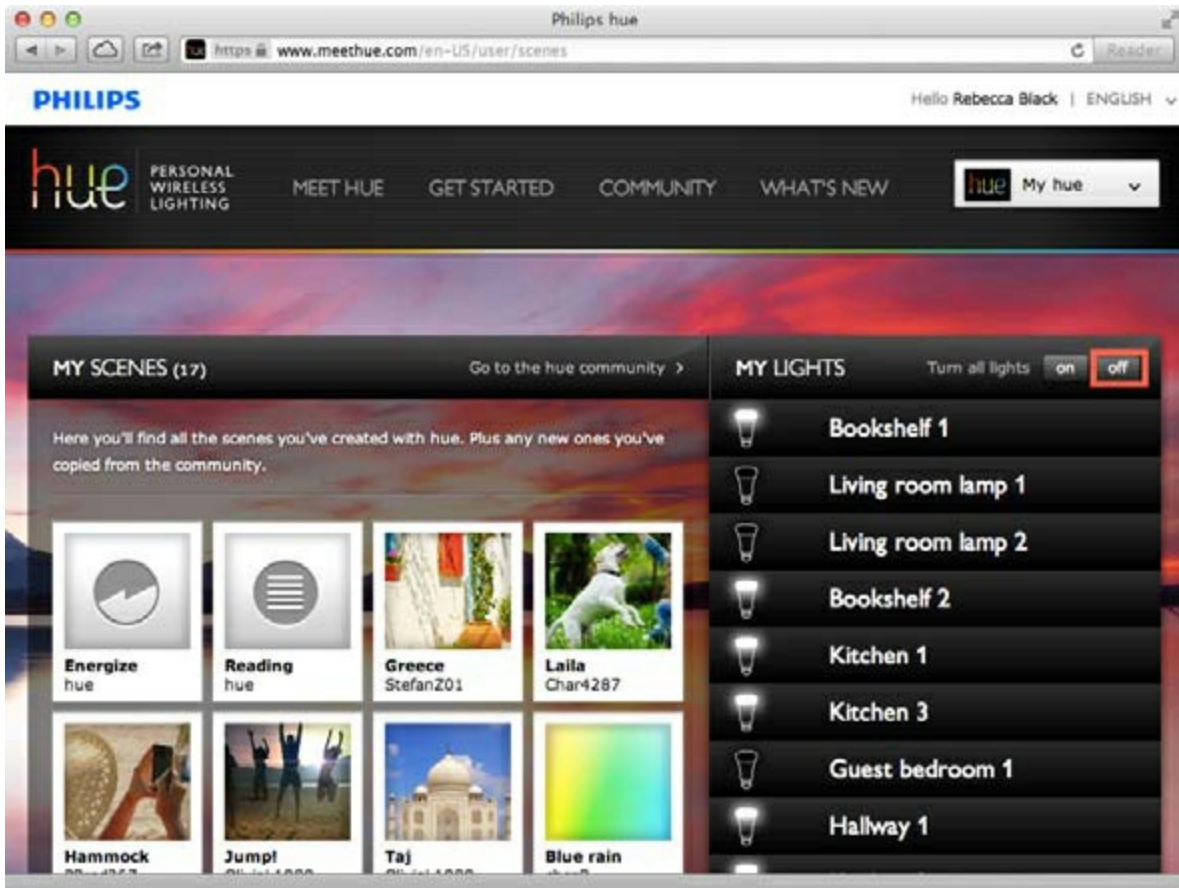 Philips hue
https www.meethue.com/en-US/user/scenes
Reader
PHILIPS
Hello Rebecca Black | ENGLISH
hue
PERSONAL
WIRELESS
LIGHTING
MEET HUE
GET STARTED
COMMUNITY
WHAT'S NEW
hue My hue
MY SCENES (17)
Go to the hue community >
Here you'll find all the scenes you've created with hue. Plus any new ones you've
copied from the community.
Energize
hue
Reading
hue
Greece
StefanZ01
Laila
Char4287
Hammock
Jump!
Taj
Blue rain
MY LIGHTS
Turn all lights on off
Bookshelf 1
Living room lamp 1
Living room lamp 2
Bookshelf 2
Kitchen 1
Kitchen 3
Guest bedroom 1
Hallway 1